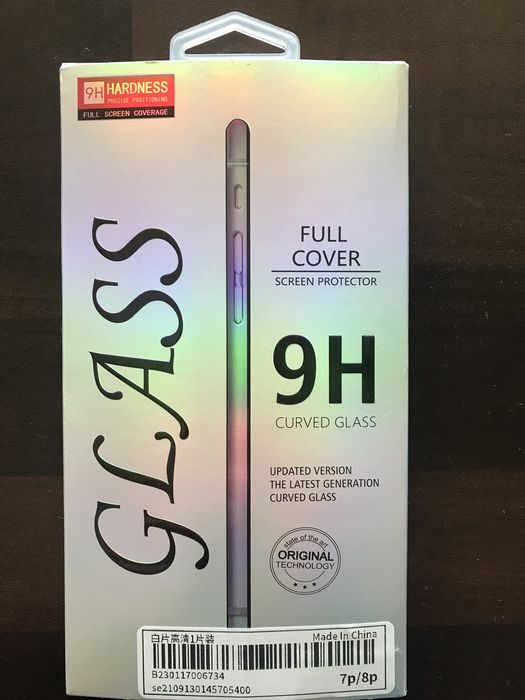 9H HARDNESS
PRECISE POSITIONING
FULL SCREEN COVERAGE
GLASS
FULL
COVER
SCREEN PROTECTOR
9H
CURVED GLASS
UPDATED VERSION
THE LATEST GENERATION
CURVED GLASS
state of the art
ORIGINAL
TECHNOLOGY
白片高清1片装
Made In China
B230117006734
7p/8p
se2109130145705400